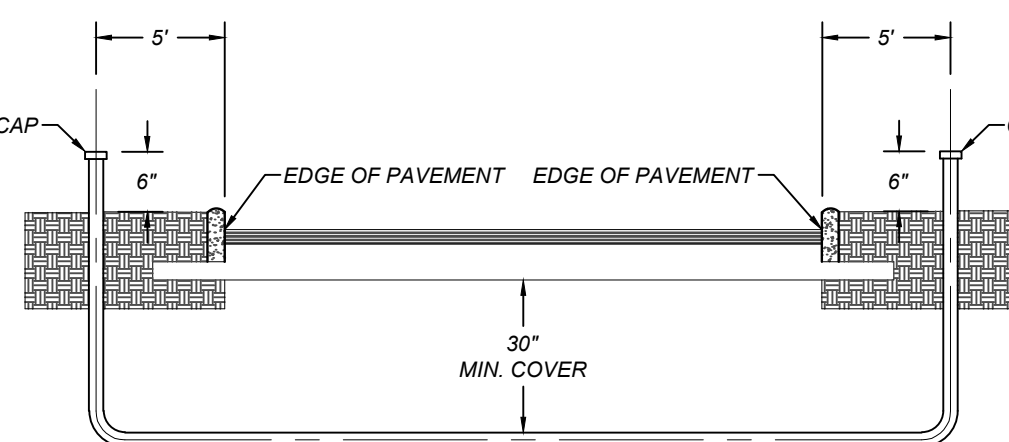 5'
5'
CAP
6"
6"
EDGE OF PAVEMENT
EDGE OF PAVEMENT
30"
MIN. COVER